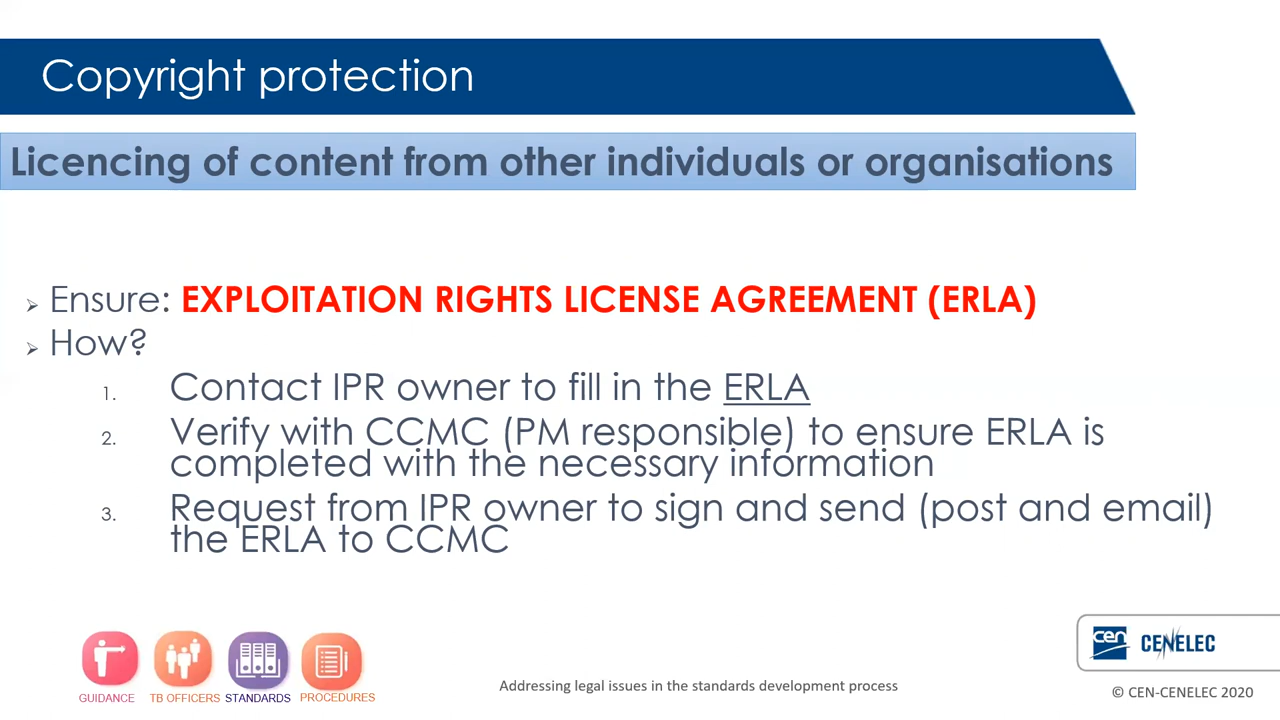 Copyright protection
Licencing of content from other individuals or organisations
Ensure: EXPLOITATION RIGHTS LICENSE AGREEMENT (ERLA)
How?
1. Contact IPR owner to fill in the ERLA
2. Verify with CCMC (PM responsible) to ensure ERLA is
completed with the necessary information
3. Request from IPR owner to sign and send (post and email)
the ERLA to CCMC
GUIDANCE
TB OFFICERS
STANDARDS
PROCEDURES
Addressing legal issues in the standards development process
cen CENELEC
© CEN-CENELEC 2020